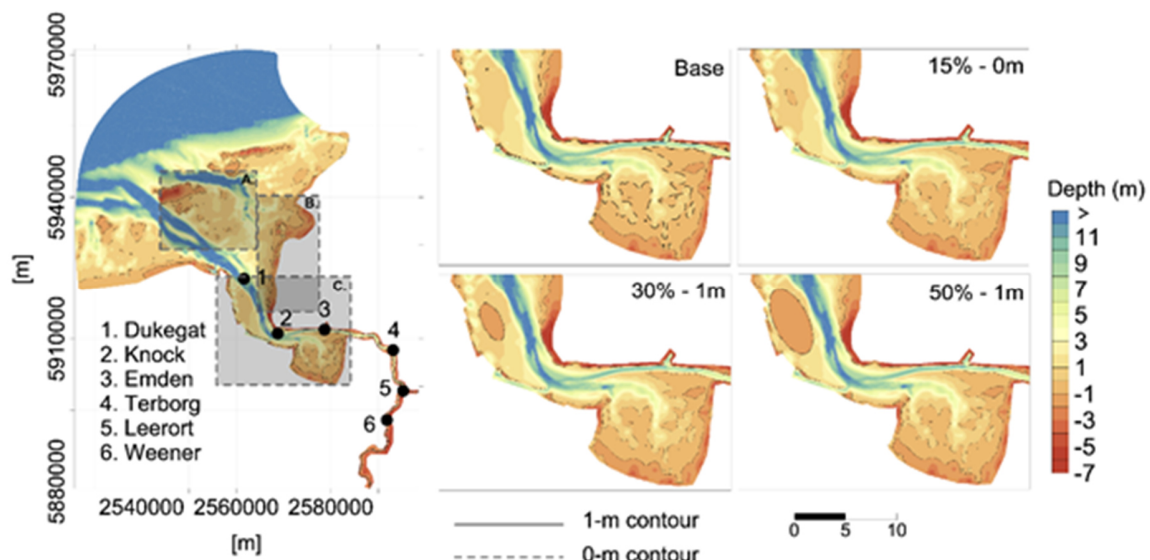 5970000
5940000
5910000
5880000
[m]
A.
B.
C.
1
2
3
4
5
6
1. Dukegat
2. Knock
3. Emden
4. Terborg
5. Leerort
6. Weener
2540000 2560000 2580000
[m]
Base
15% - 0m
30% - 1m
50% - 1m
1-m contour
0-m contour
0 5 10
Depth (m)
>
11
9
7
5
3
1
-1
-3
-5
-7